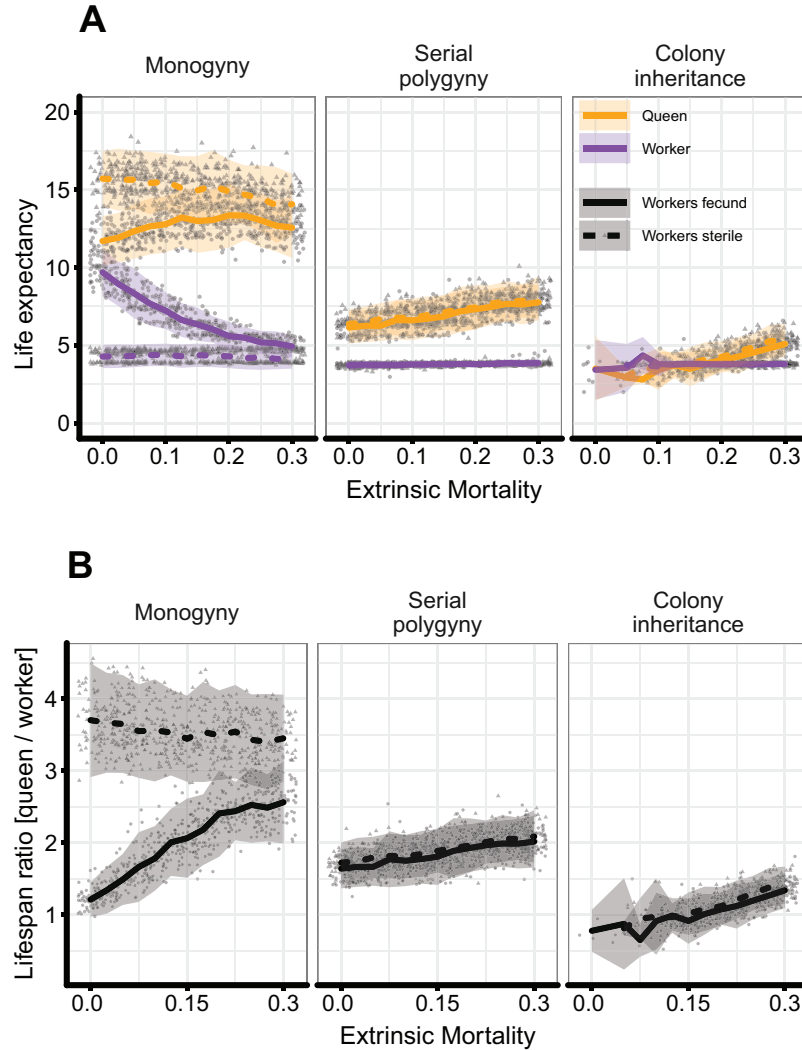 A
Monogyny
Serial
polygyny
Colony
inheritance
Queen
Worker
Workers fecund
Workers sterile
Life expectancy
20
15
10
5
0
0.0 0.1 0.2 0.3
0.0 0.1 0.2 0.3
0.0 0.1 0.2 0.3
Extrinsic Mortality
B
Monogyny
Serial
polygyny
Colony
inheritance
Lifespan ratio [queen / worker]
4
3
2
1
0.0 0.15 0.3
0.0 0.15 0.3
0.0 0.15 0.3
Extrinsic Mortality